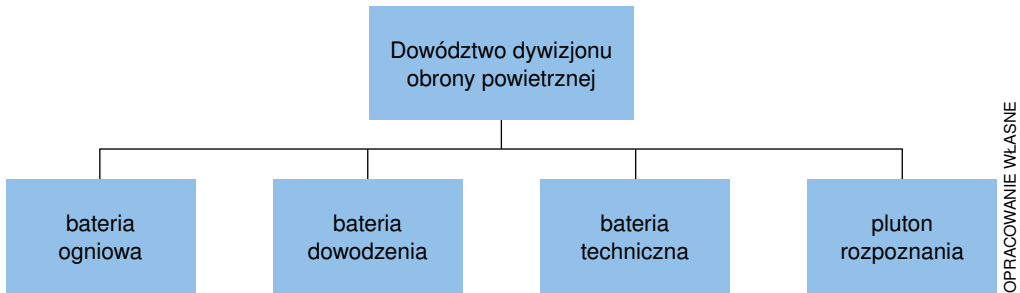 Dowództwo dywizjonu
obrony powietrznej
bateria
ogniowa
bateria
dowodzenia
bateria
techniczna
pluton
rozpoznania
OPRACOWANIE WŁASNE